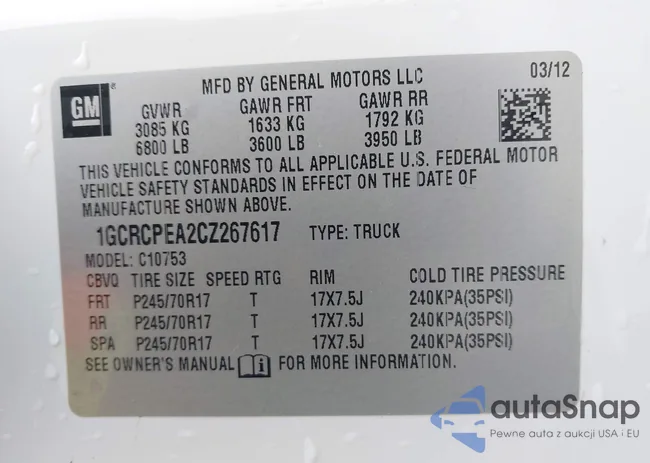 GM
MFD BY GENERAL MOTORS LLC
03/12
GVWR GAWR FRT GAWR RR
3085 KG 1633 KG 1792 KG
6800 LB 3600 LB 3950 LB
THIS VEHICLE CONFORMS TO ALL APPLICABLE U.S. FEDERAL MOTOR
VEHICLE SAFETY STANDARDS IN EFFECT ON THE DATE OF
MANUFACTURE SHOWN ABOVE.
1GCRCPEA2CZ267617 TYPE: TRUCK
MODEL: C10753
CBVQ TIRE SIZE SPEED RTG RIM COLD TIRE PRESSURE
FRT P245/70R17 T 17X7.5J 240KPA(35PSI)
RR P245/70R17 T 17X7.5J 240KPA(35PSI)
SPA P245/70R17 T 17X7.5J 240KPA(35PSI)
SEE OWNER'S MANUAL i FOR MORE INFORMATION.
autaSnap
Pewne auta z aukcji USA i EU